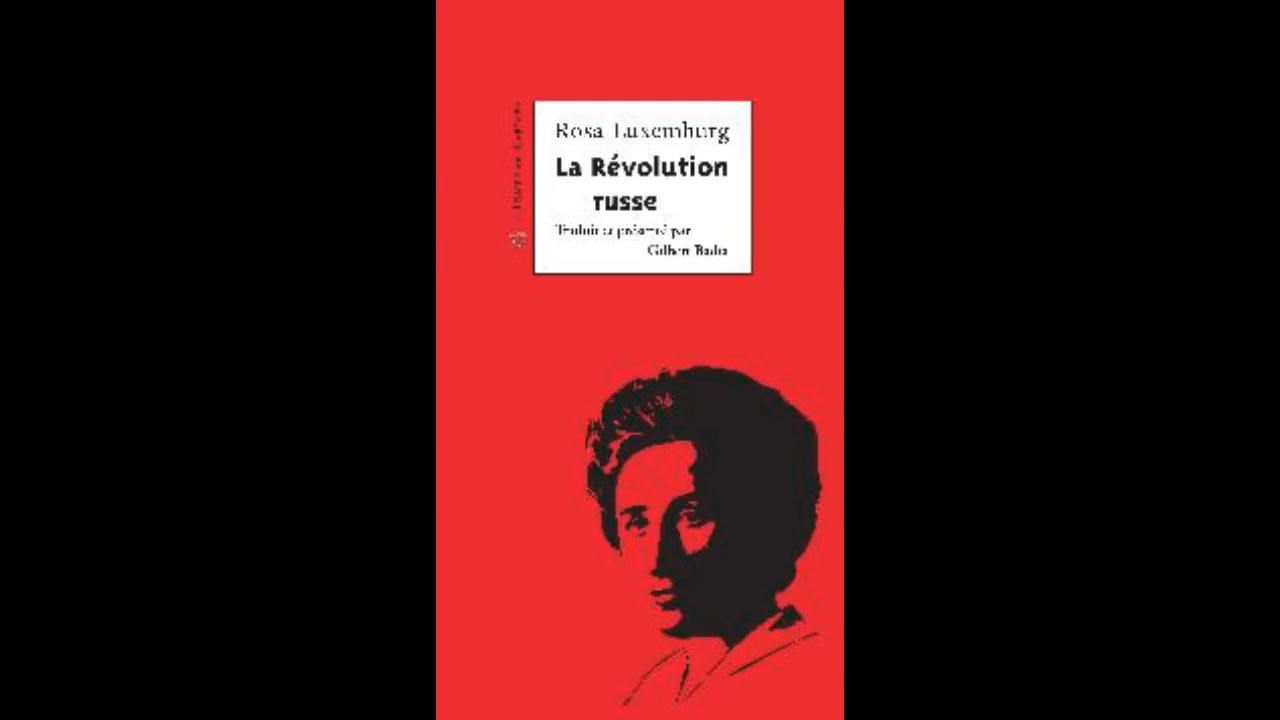 Rosa Luxemburg
La Révolution
russe
Traduit et présenté par
Gilbert Badia